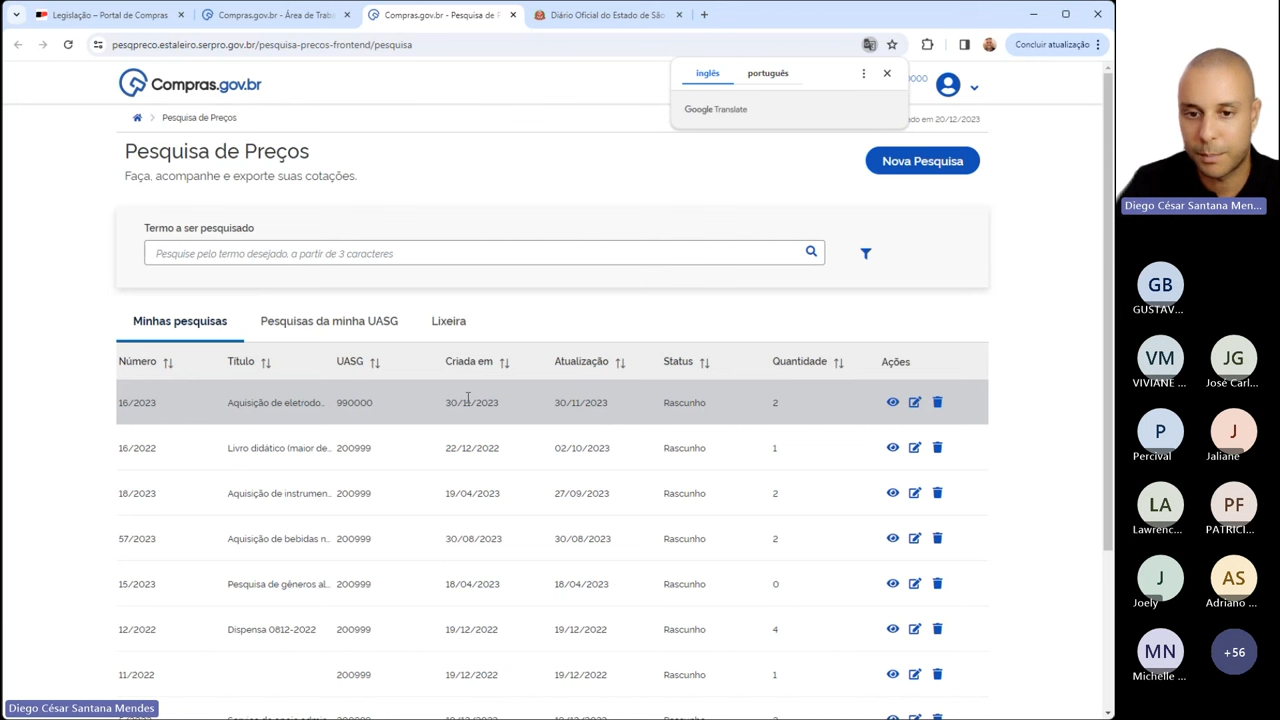 Legislação – Portal de Compras
Compras.gov.br - Área de Trab
Compras.gov.br - Pesquisa de P
Diário Oficial do Estado de São
pesqpreco.estaleiro.serpro.gov.br/pesquisa-precos-frontend/pesquisa
Concluir atualização
inglês português
Google Translate
Compras.gov.br
0000
Pesquisa de Preços
do em 20/12/2023
Pesquisa de Preços
Nova Pesquisa
Faça, acompanhe e exporte suas cotações.
Termo a ser pesquisado
Pesquise pelo termo desejado, a partir de 3 caracteres
Minhas pesquisas Pesquisas da minha UASG Lixeira
Número Título UASG Criada em Atualização Status Quantidade Ações
16/2023 Aquisição de eletrodo... 990000 30/11/2023 30/11/2023 Rascunho 2
16/2022 Livro didático (maior de... 200999 22/12/2022 02/10/2023 Rascunho 1
18/2023 Aquisição de instrumen... 200999 19/04/2023 27/09/2023 Rascunho 2
57/2023 Aquisição de bebidas n... 200999 30/08/2023 30/08/2023 Rascunho 2
15/2023 Pesquisa de gêneros al... 200999 18/04/2023 18/04/2023 Rascunho 0
12/2022 Dispensa 0812-2022 200999 19/12/2022 19/12/2022 Rascunho 4
11/2022 200999 19/12/2022 19/12/2022 Rascunho 1
Diego César Santana Mendes
Diego César Santana Men...
GB
GUSTAV...
VM JG
VIVIANE ... José Carl...
P J
Percival Jaliane
LA PF
Lawrenc... PATRICI...
J AS
Joely Adriano ...
MN +56
Michelle ...